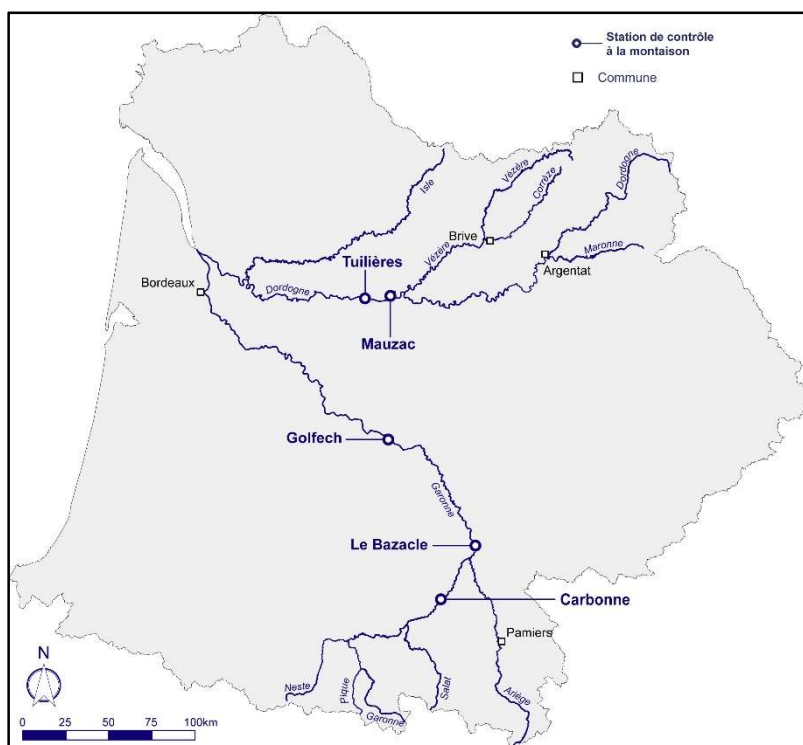 Station de contrôle
à la montaison
Commune
Isle
Vézère
Corrèze
Dordogne
Vézère
Brive
Maronne
Argentat
Tuilières
Dordogne
Bordeaux
Mauzac
Golfech
Garonne
Le Bazacle
Carbonne
Pamiers
N
Neste
Pique
Garonne
Salat
Ariège
0 25 50 75 100km